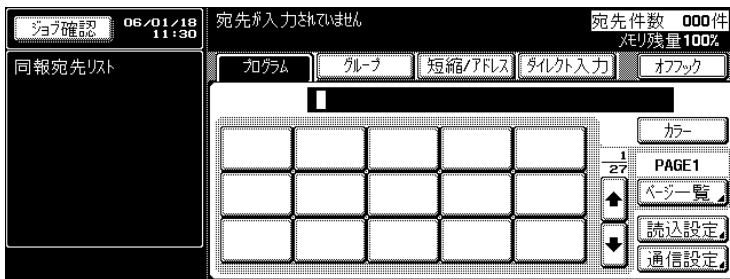 ジョブ確認
06/01/18
11:30
宛先が入力されていません
宛先件数 000件
メモリ残量100%
同報宛先リスト
プログラム
グループ
短縮/アドレス
ダイレクト入力
オフフック
カラー
1
27
PAGE1
ページ一覧
読込設定
通信設定